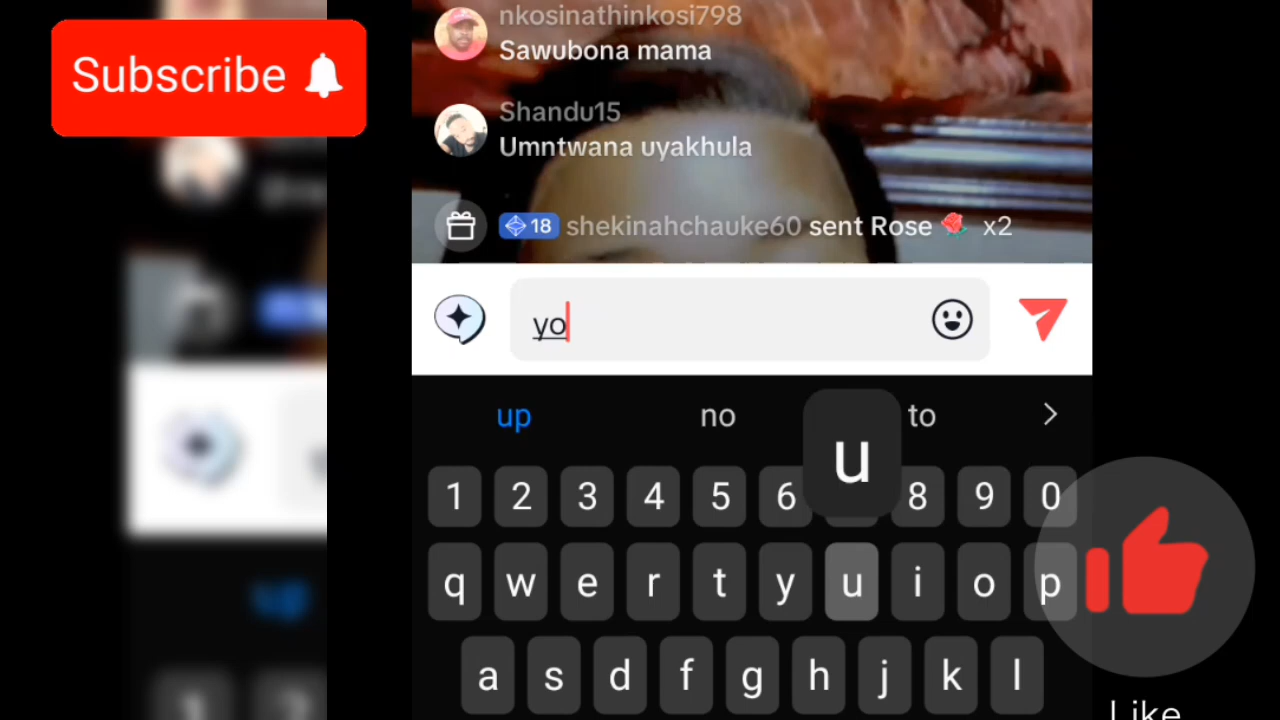 Subscribe
nkosinathinkosi798
Sawubona mama
Shandu15
Umntwana uyakhula
18 shekinahchauke60 sent Rose 🌹 x2
yo
up no to
u
1 2 3 4 5 6 8 9 0
q w e r t y u i o p
a s d f g h j k l
Like